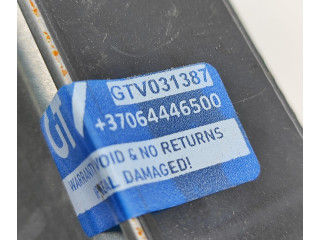 GTV031387
+37064446500
WARRANTY VOID & NO RETURNS
DAMAGED!